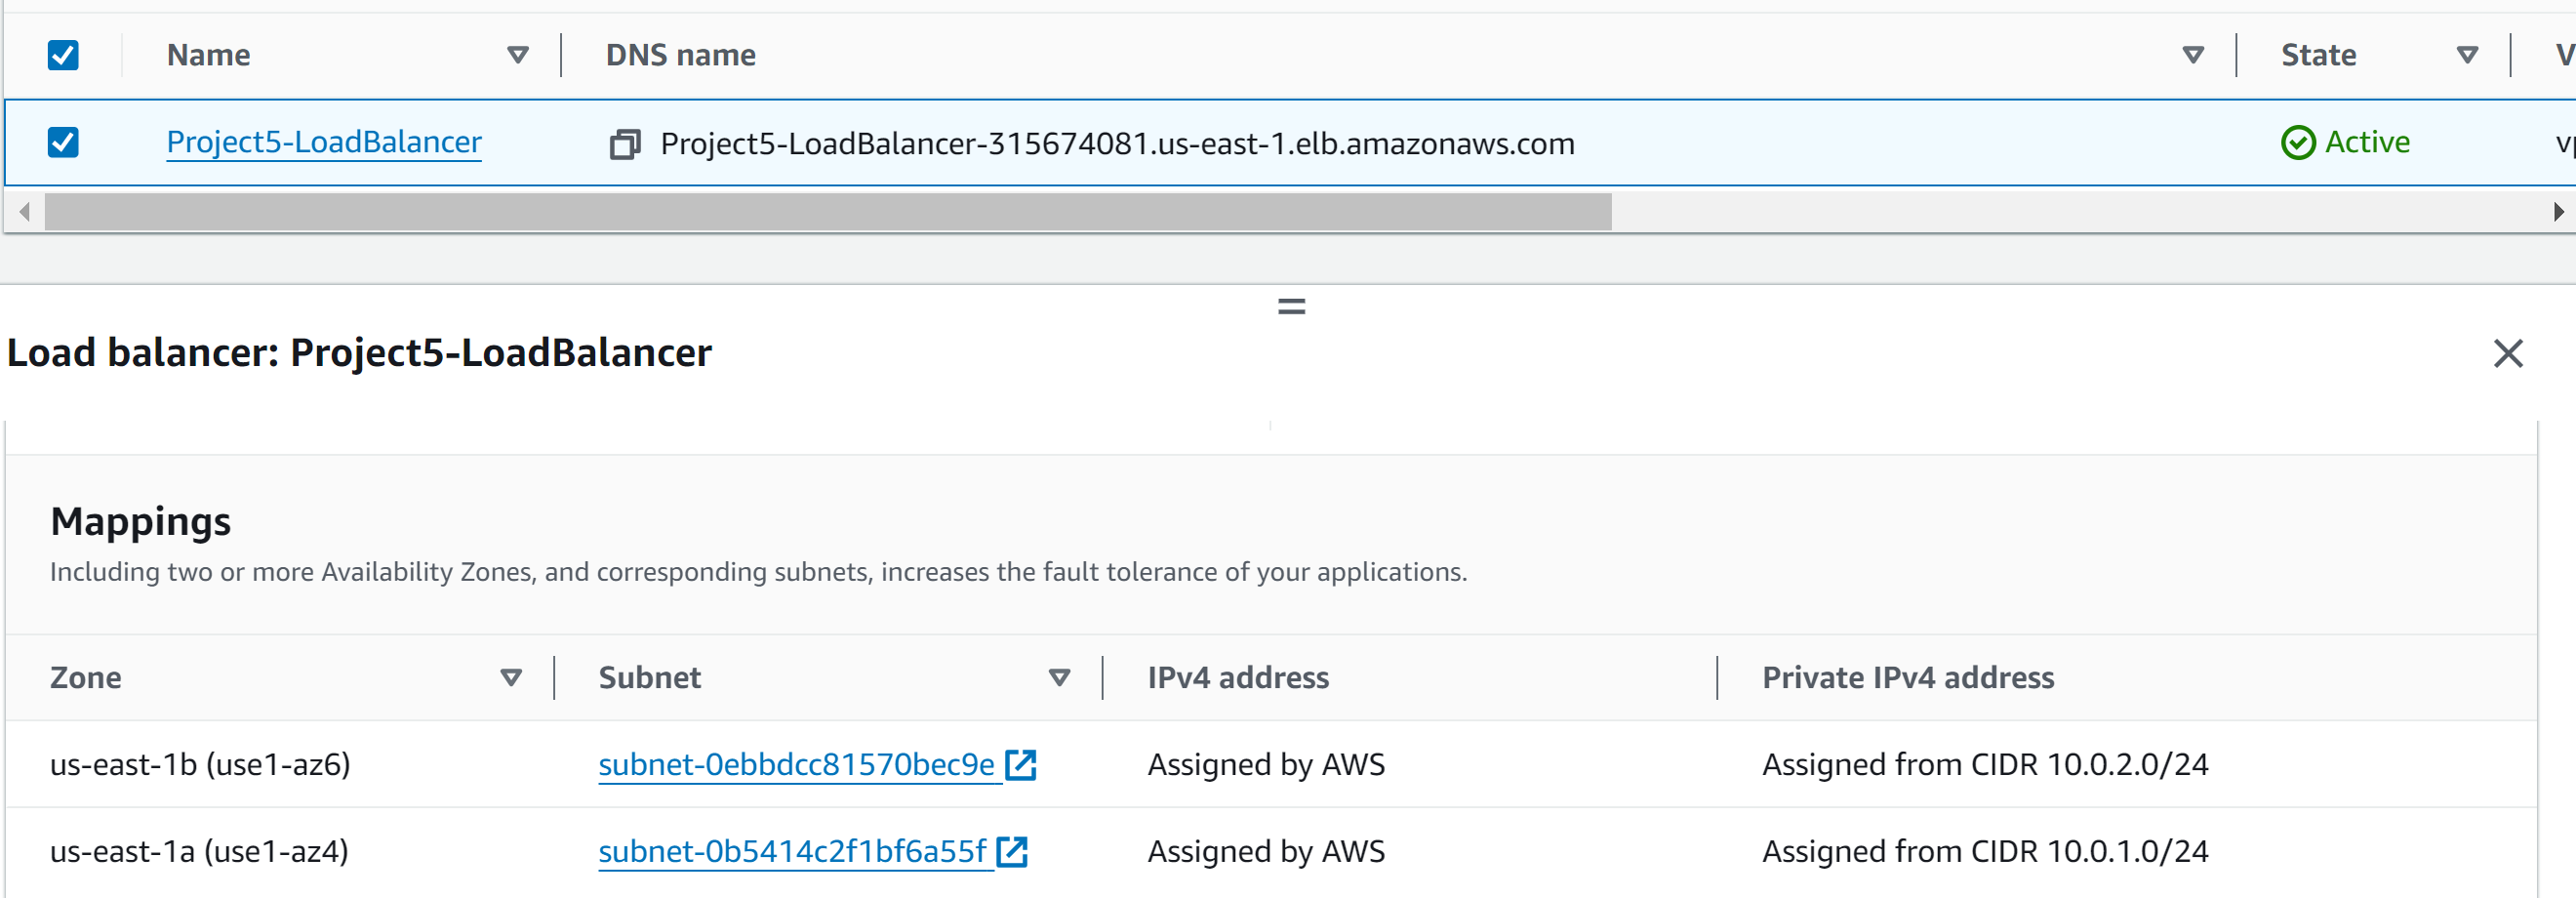 Name DNS name State
Project5-LoadBalancer Project5-LoadBalancer-315674081.us-east-1.elb.amazonaws.com Active
Load balancer: Project5-LoadBalancer
Mappings
Including two or more Availability Zones, and corresponding subnets, increases the fault tolerance of your applications.
Zone Subnet IPv4 address Private IPv4 address
us-east-1b (use1-az6) subnet-0ebbdcc81570bec9e Assigned by AWS Assigned from CIDR 10.0.2.0/24
us-east-1a (use1-az4) subnet-0b5414c2f1bf6a55f Assigned by AWS Assigned from CIDR 10.0.1.0/24